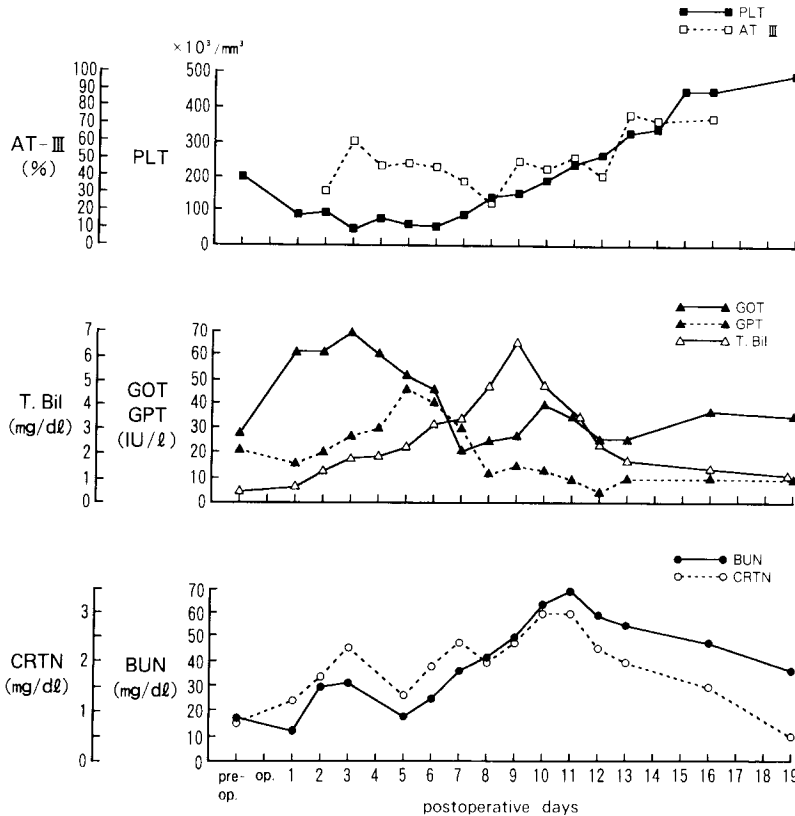 PLT
AT Ⅲ
×10³/mm³
AT-Ⅲ
(%)
100
90
80
70
60
50
40
30
20
10
0
PLT
500
400
300
200
100
0
GOT
GPT
T. Bil
T. Bil
(mg/dℓ)
7
6
5
4
3
2
1
0
GOT
GPT
(IU/ℓ)
70
60
50
40
30
20
10
0
BUN
CRTN
CRTN
(mg/dℓ)
3
2
1
0
BUN
(mg/dℓ)
70
60
50
40
30
20
10
0
pre-op. op. 1 2 3 4 5 6 7 8 9 10 11 12 13 14 15 16 17 18 19
postoperative days